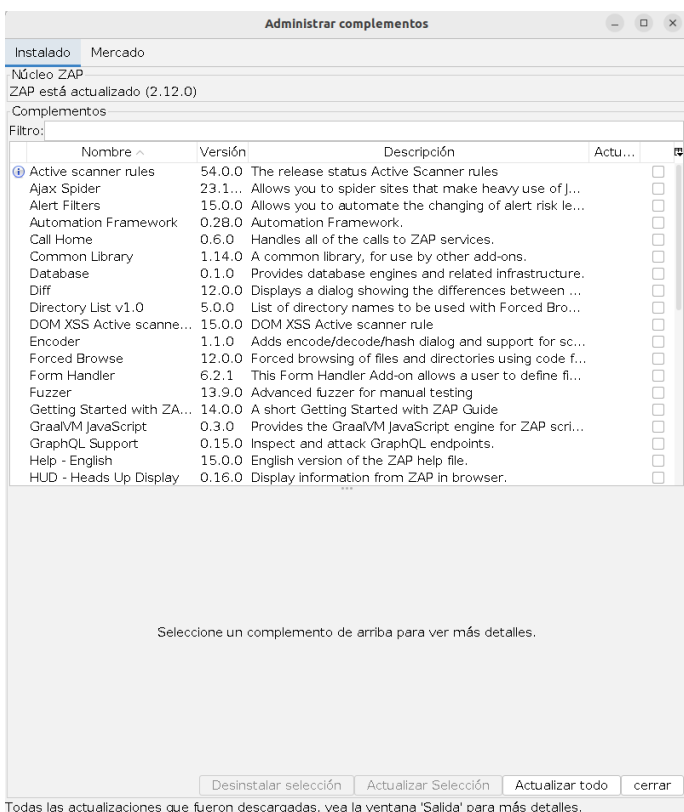 Administrar complementos
Instalado Mercado
Núcleo ZAP
ZAP está actualizado (2.12.0)
Complementos
Filtro:
Nombre Versión Descripción Actu...
Active scanner rules 54.0.0 The release status Active Scanner rules
Ajax Spider 23.1... Allows you to spider sites that make heavy use of J...
Alert Filters 15.0.0 Allows you to automate the changing of alert risk le...
Automation Framework 0.28.0 Automation Framework.
Call Home 0.6.0 Handles all of the calls to ZAP services.
Common Library 1.14.0 A common library, for use by other add-ons.
Database 0.1.0 Provides database engines and related infrastructure.
Diff 12.0.0 Displays a dialog showing the differences between ...
Directory List v1.0 5.0.0 List of directory names to be used with Forced Bro...
DOM XSS Active scanne... 15.0.0 DOM XSS Active scanner rule
Encoder 1.1.0 Adds encode/decode/hash dialog and support for sc...
Forced Browse 12.0.0 Forced browsing of files and directories using code f...
Form Handler 6.2.1 This Form Handler Add-on allows a user to define fi...
Fuzzer 13.9.0 Advanced fuzzer for manual testing
Getting Started with ZA... 14.0.0 A short Getting Started with ZAP Guide
GraalVM JavaScript 0.3.0 Provides the GraalVM JavaScript engine for ZAP scri...
GraphQL Support 0.15.0 Inspect and attack GraphQL endpoints.
Help - English 15.0.0 English version of the ZAP help file.
HUD - Heads Up Display 0.16.0 Display information from ZAP in browser.
Seleccione un complemento de arriba para ver más detalles.
Desinstalar selección Actualizar Selección Actualizar todo cerrar
Todas las actualizaciones que fueron descargadas, vea la ventana 'Salida' para más detalles.